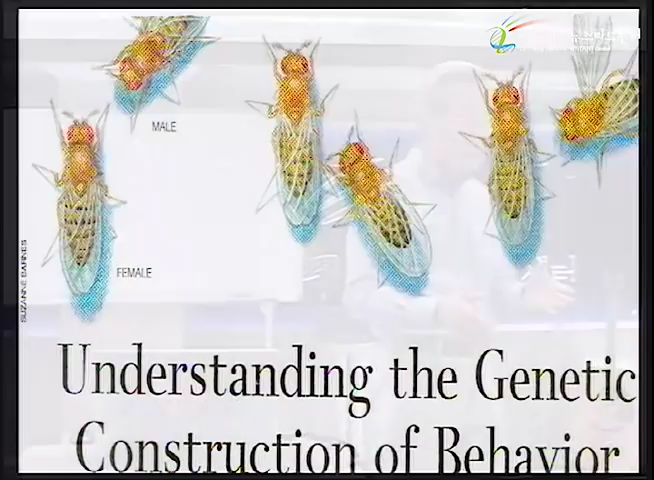 MALE
FEMALE
SUZANNE BARNES
Understanding the Genetic
Construction of Behavior